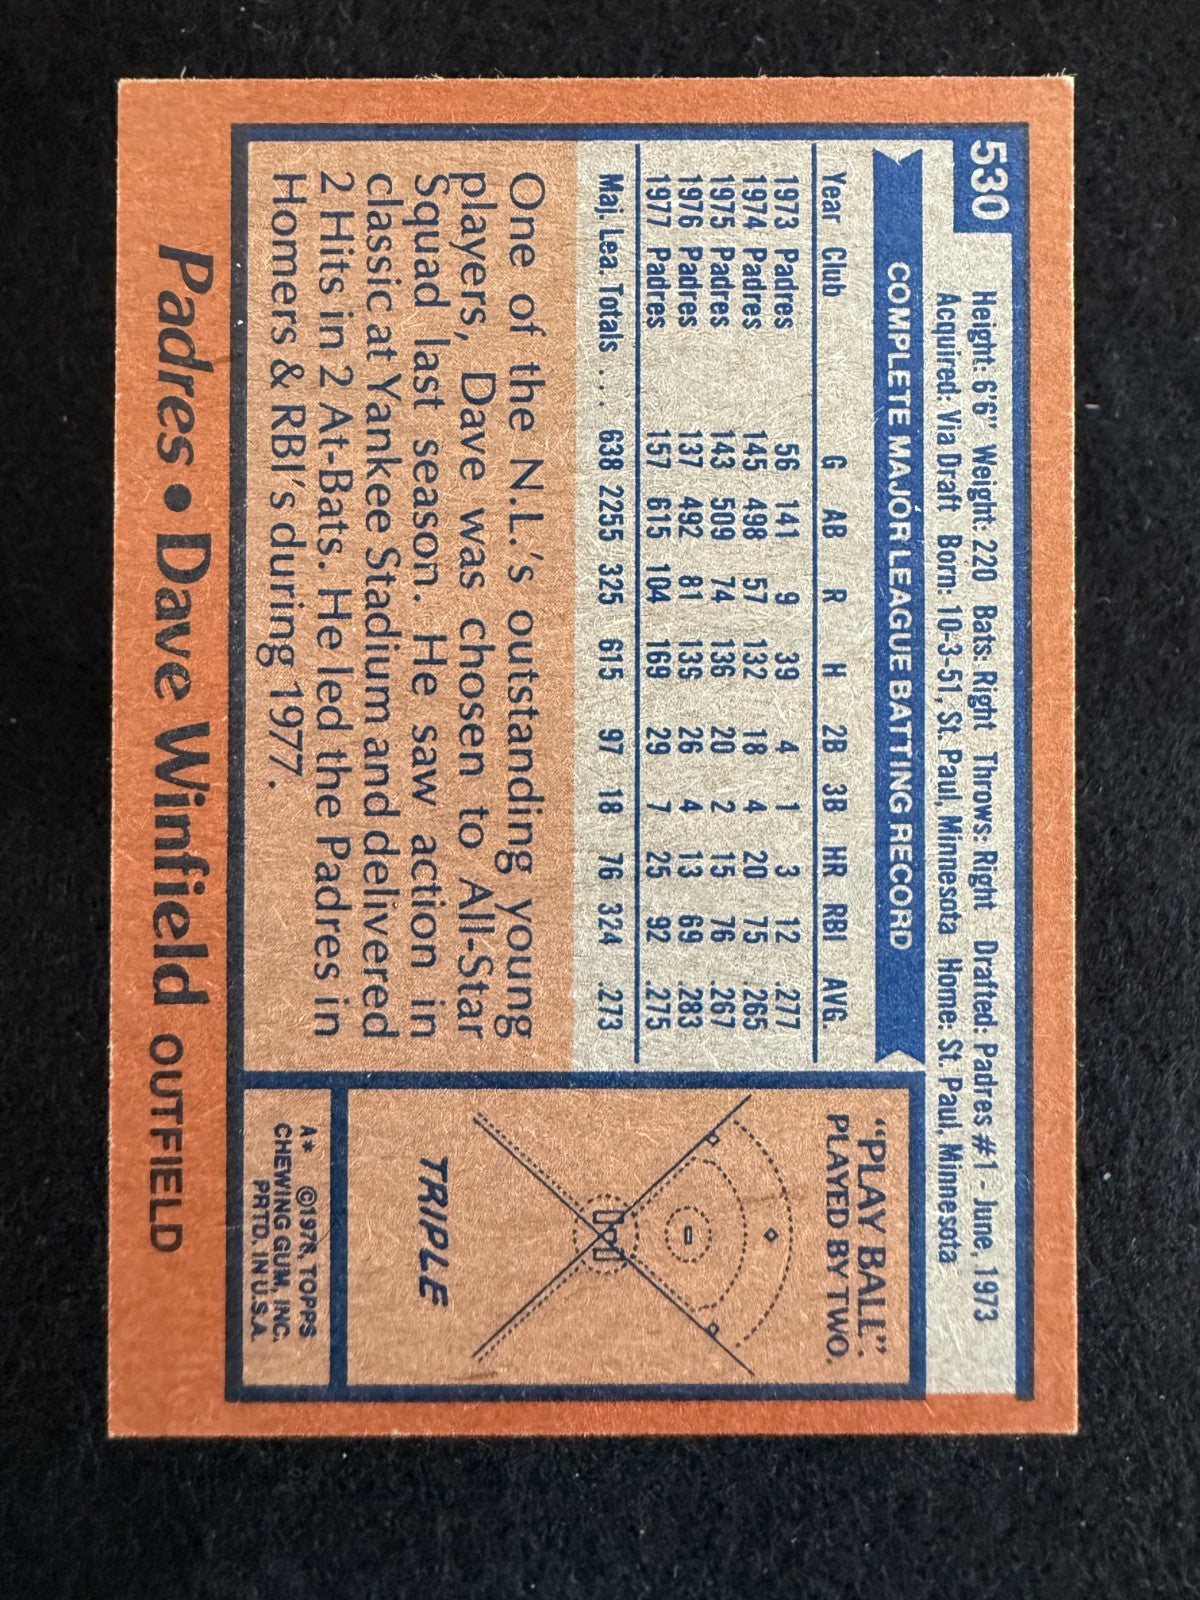 530
Height: 6'6" Weight: 220 Bats: Right Throws: Right Drafted: Padres #1 - June, 1973
Acquired: Via Draft Born: 10-3-51, St. Paul, Minnesota Home: St. Paul, Minnesota
COMPLETE MAJOR LEAGUE BATTING RECORD
Year Club G AB R H 2B 3B HR RBI AVG.
1973 Padres 56 141 9 39 4 1 3 12 .277
1974 Padres 145 498 57 132 18 4 20 75 .265
1975 Padres 143 509 74 136 20 2 15 76 .267
1976 Padres 137 492 81 139 26 4 13 69 .283
1977 Padres 157 615 104 169 29 7 25 92 .275
Maj. Lea. Totals ... 638 2255 325 615 97 18 76 324 .273
One of the N.L.'s outstanding young
players, Dave was chosen to All-Star
Squad last season. He saw action in
classic at Yankee Stadium and delivered
2 Hits in 2 At-Bats. He led the Padres in
Homers & RBI's during 1977.
"PLAY BALL"
PLAYED BY TWO.
TRIPLE
A* ©1978, TOPPS
CHEWING GUM, INC.
PRTD. IN U.S.A.
Padres • Dave Winfield OUTFIELD